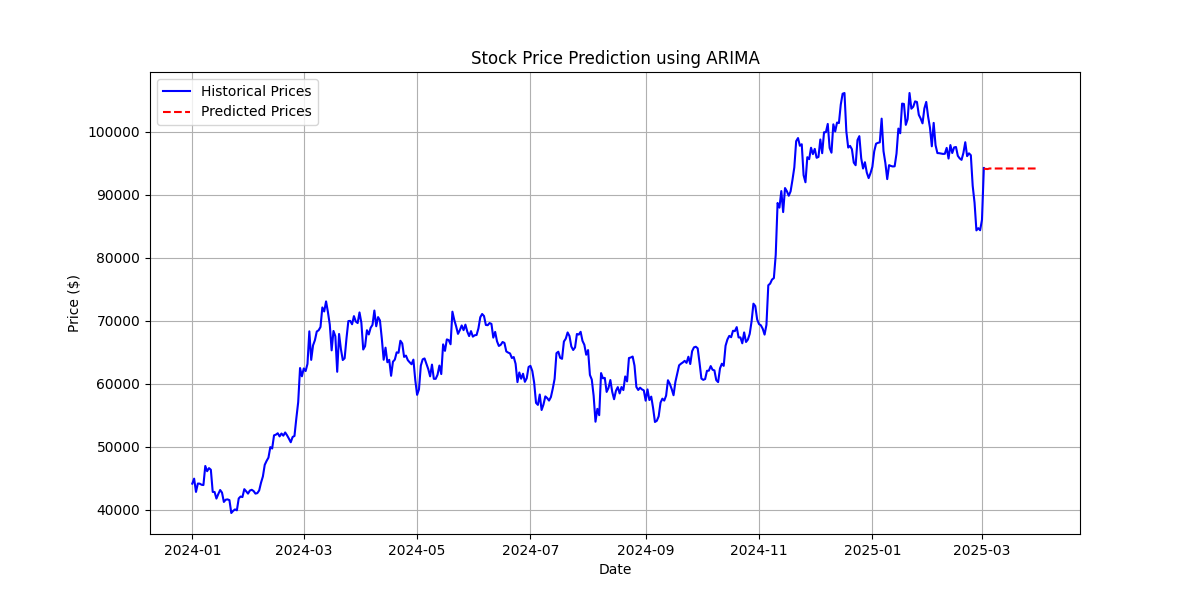 Stock Price Prediction using ARIMA
Historical Prices
Predicted Prices
Price ($)
100000
90000
80000
70000
60000
50000
40000
2024-01 2024-03 2024-05 2024-07 2024-09 2024-11 2025-01 2025-03
Date